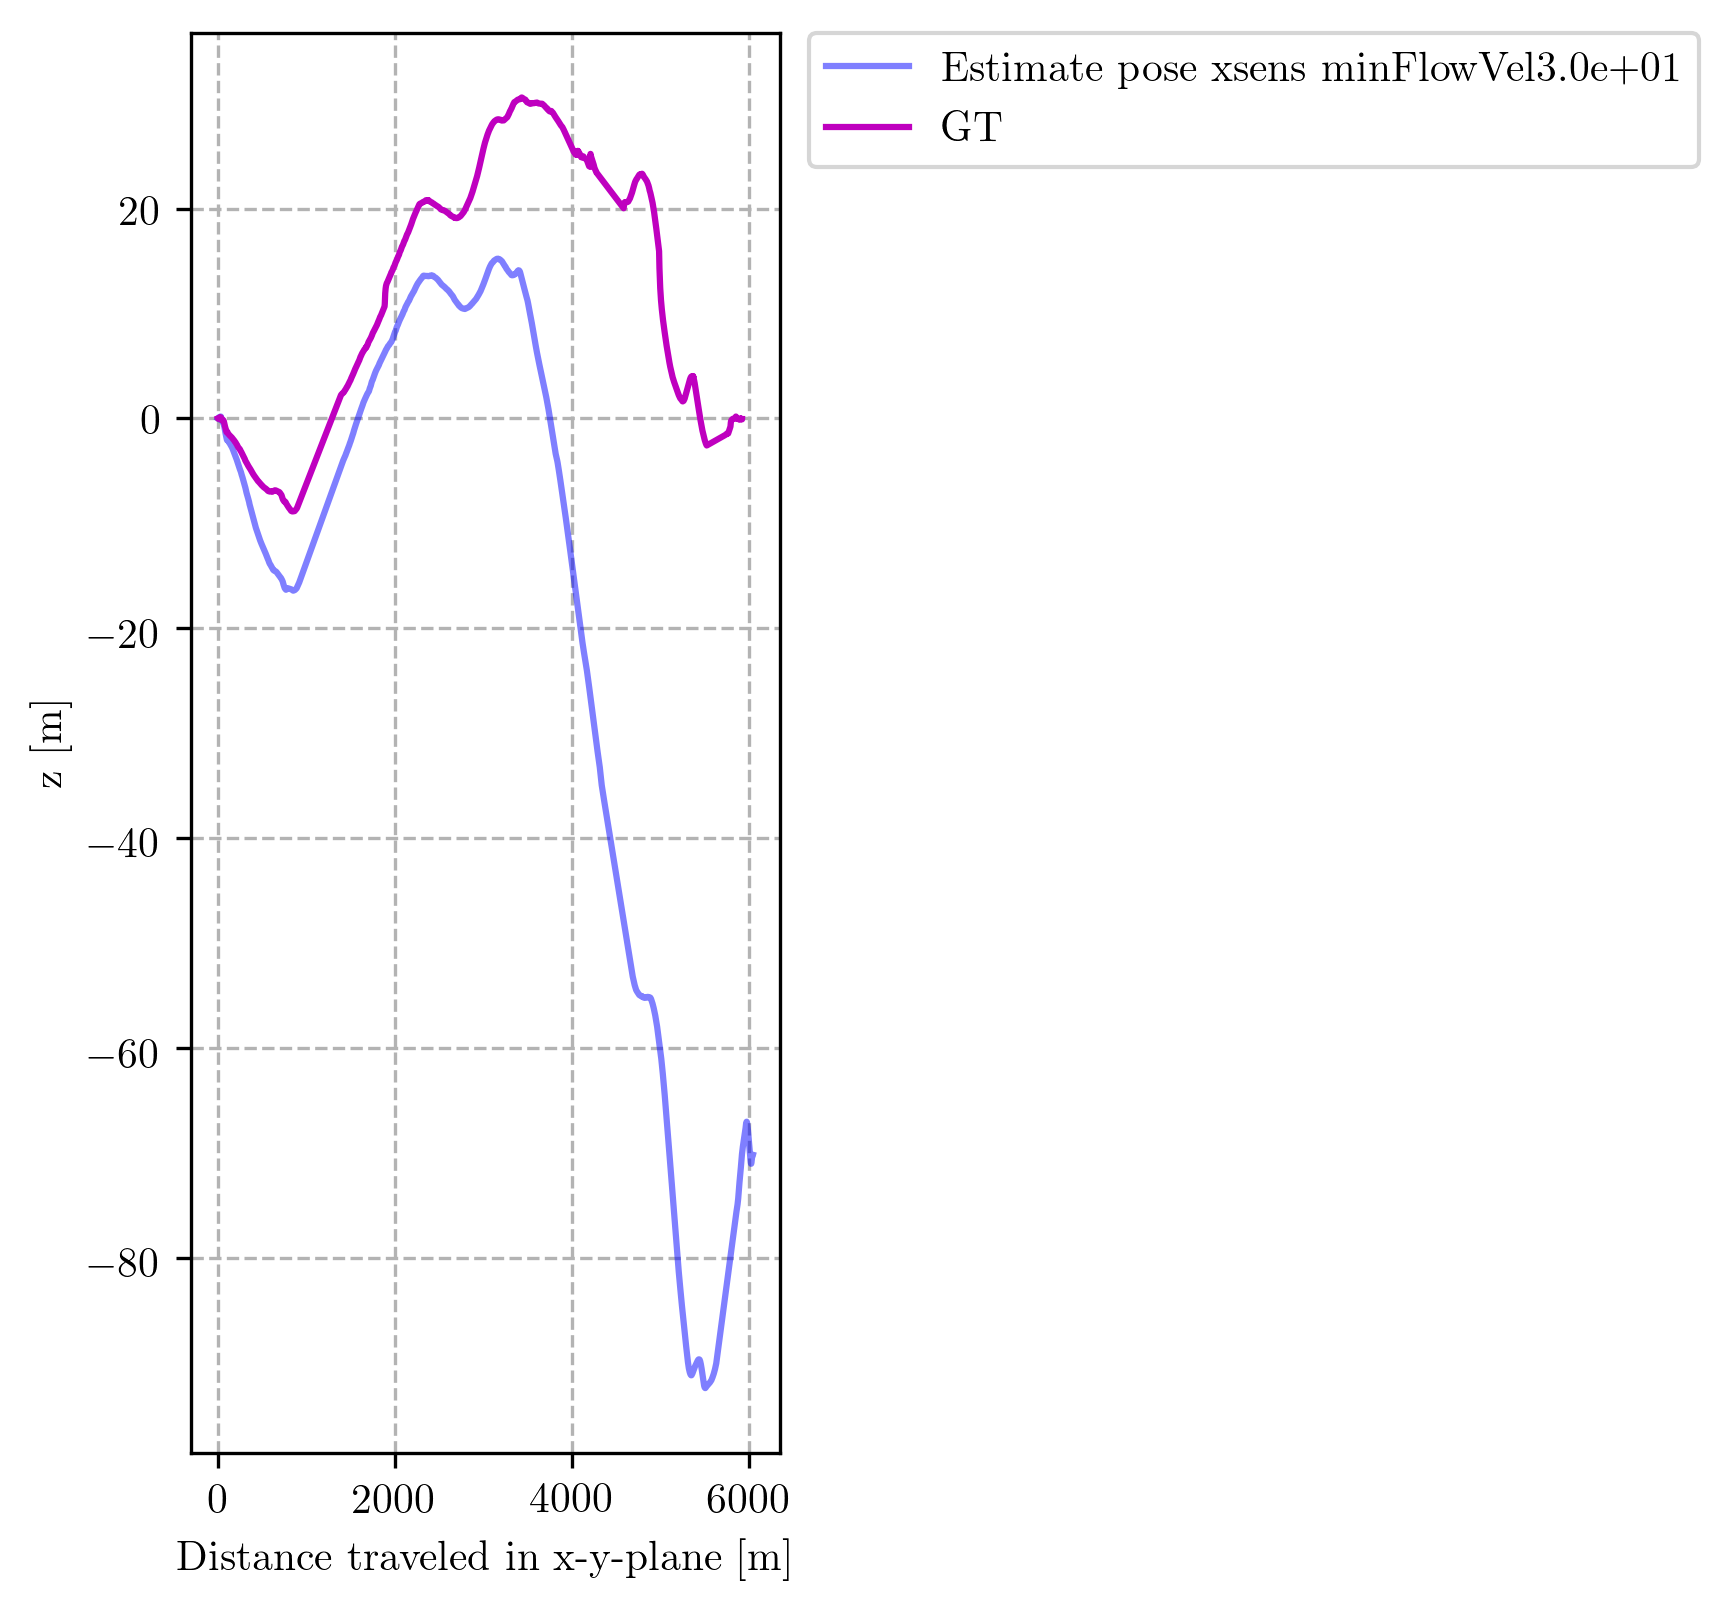 Estimate pose xsens minFlowVel3.0e+01
GT
20
0
−20
−40
−60
−80
z [m]
0 2000 4000 6000
Distance traveled in x-y-plane [m]